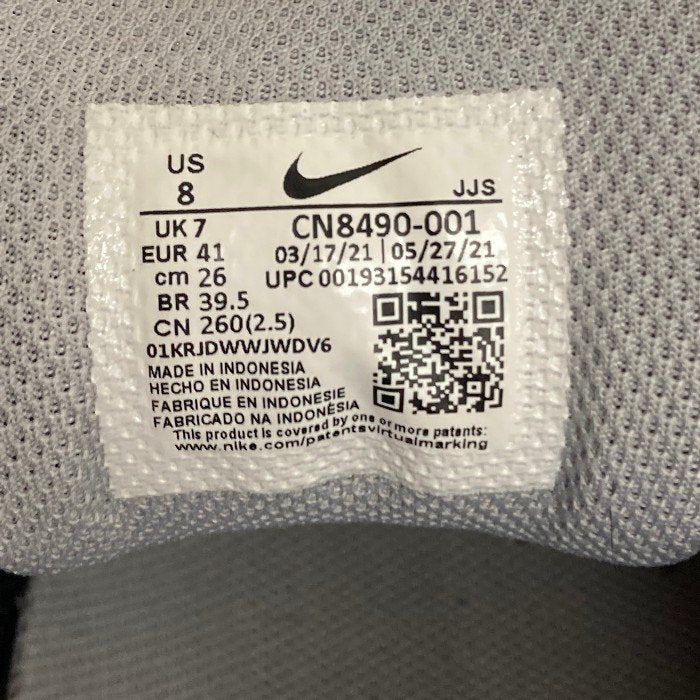 US
8
JJS
UK 7
CN8490-001
EUR 41
03/17/21 | 05/27/21
cm 26
UPC 00193154416152
BR 39.5
CN 260(2.5)
01KRJDWWJWDV6
MADE IN INDONESIA
HECHO EN INDONESIA
FABRIQUE EN INDONESIE
FABRICADO NA INDONÉSIA
This product is covered by one or more patents:
www.nike.com/patentsvirtualmarking